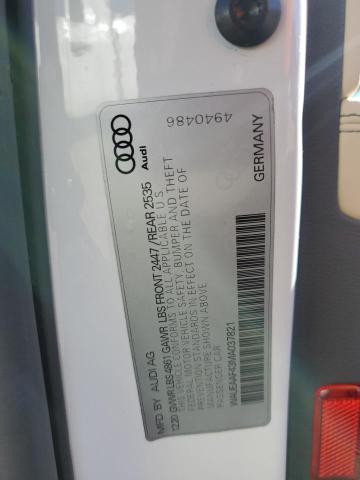 MFD BY AUDI AG
12.20 GVWR LBS 4861 GAWR LBS FRONT 2447 /REAR 2535
THIS VEHICLE CONFORMS TO ALL APPLICABLE U.S.
FEDERAL MOTOR VEHICLE SAFETY, BUMPER AND THEFT
PREVENTION STANDARDS IN EFFECT ON THE DATE OF
MANUFACTURE SHOWN ABOVE.
PASSENGER CAR
WAUEAAF43MA037821
GERMANY
Audi
4940486